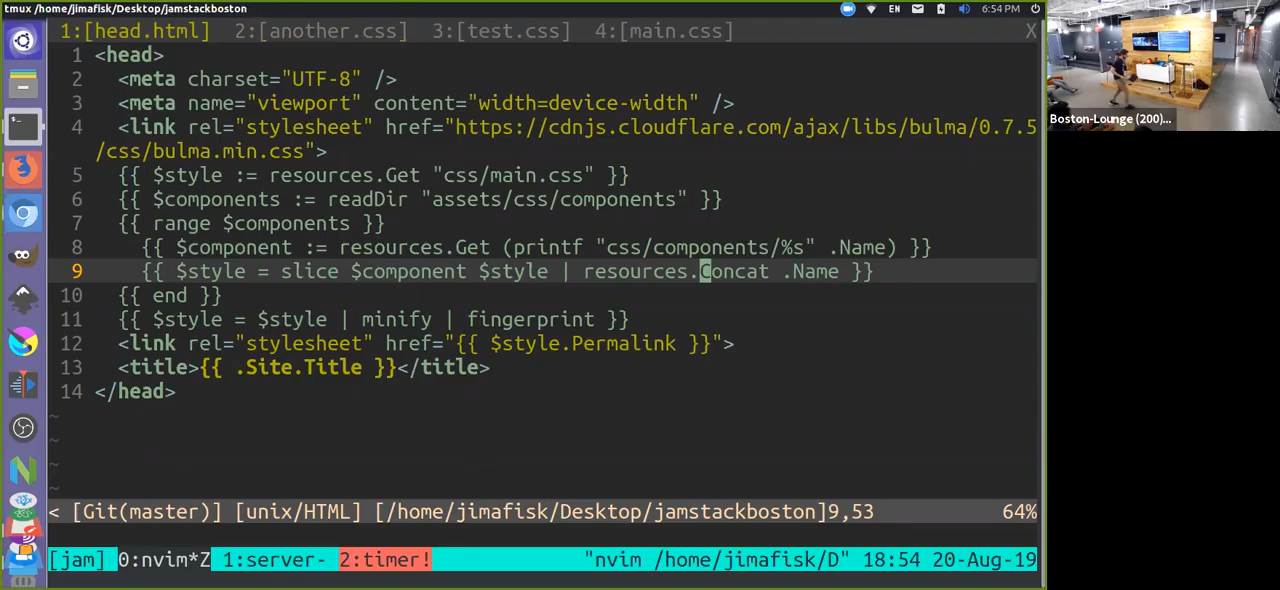 tmux /home/jimafisk/Desktop/jamstackboston
EN
6:54 PM
1:[head.html] 2:[another.css] 3:[test.css] 4:[main.css] X
1 <head>
2 <meta charset="UTF-8" />
3 <meta name="viewport" content="width=device-width" />
4 <link rel="stylesheet" href="https://cdnjs.cloudflare.com/ajax/libs/bulma/0.7.5
/css/bulma.min.css">
5 {{ $style := resources.Get "css/main.css" }}
6 {{ $components := readDir "assets/css/components" }}
7 {{ range $components }}
8 {{ $component := resources.Get (printf "css/components/%s" .Name) }}
9 {{ $style = slice $component $style | resources.Concat .Name }}
10 {{ end }}
11 {{ $style = $style | minify | fingerprint }}
12 <link rel="stylesheet" href="{{ $style.Permalink }}">
13 <title>{{ .Site.Title }}</title>
14 </head>
~
~
~
~
< [Git(master)] [unix/HTML] [/home/jimafisk/Desktop/jamstackboston]9,53 64%
[jam] 0:nvim*Z 1:server- 2:timer! "nvim /home/jimafisk/D" 18:54 20-Aug-19
Boston-Lounge (200)...